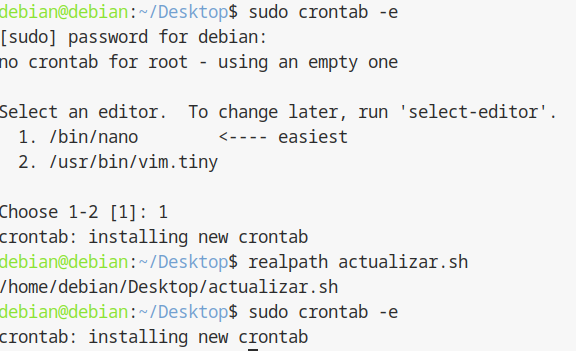 debian@debian:~/Desktop$ sudo crontab -e
[sudo] password for debian:
no crontab for root - using an empty one

Select an editor.  To change later, run 'select-editor'.
  1. /bin/nano        <---- easiest
  2. /usr/bin/vim.tiny

Choose 1-2 [1]: 1
crontab: installing new crontab
debian@debian:~/Desktop$ realpath actualizar.sh
/home/debian/Desktop/actualizar.sh
debian@debian:~/Desktop$ sudo crontab -e
crontab: installing new crontab